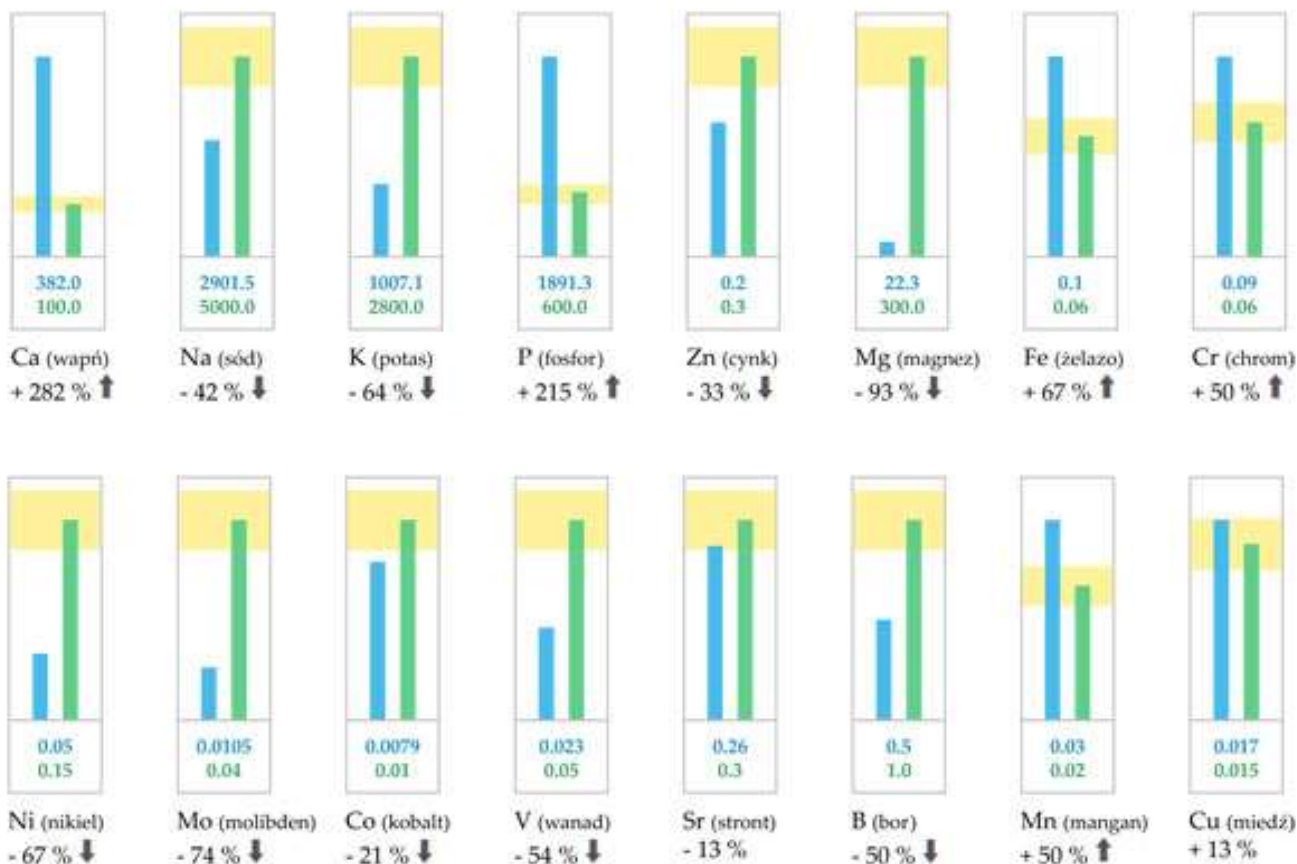 382.0 2901.5 1007.1 1891.3 0.2 22.3 0.1 0.09
100.0 5000.0 2800.0 600.0 0.3 300.0 0.06 0.06
Ca (wapń) Na (sód) K (potas) P (fosfor) Zn (cynk) Mg (magnez) Fe (żelazo) Cr (chrom)
+ 282 % ⬆ - 42 % ⬇ - 64 % ⬇ + 215 % ⬆ - 33 % ⬇ - 93 % ⬇ + 67 % ⬆ + 50 % ⬆
0.05 0.0105 0.0079 0.023 0.26 0.5 0.03 0.017
0.15 0.04 0.01 0.05 0.3 1.0 0.02 0.015
Ni (nikiel) Mo (molibden) Co (kobalt) V (wanad) Sr (stront) B (bor) Mn (mangan) Cu (miedź)
- 67 % ⬇ - 74 % ⬇ - 21 % ⬇ - 54 % ⬇ - 13 % - 50 % ⬇ + 50 % ⬆ + 13 %